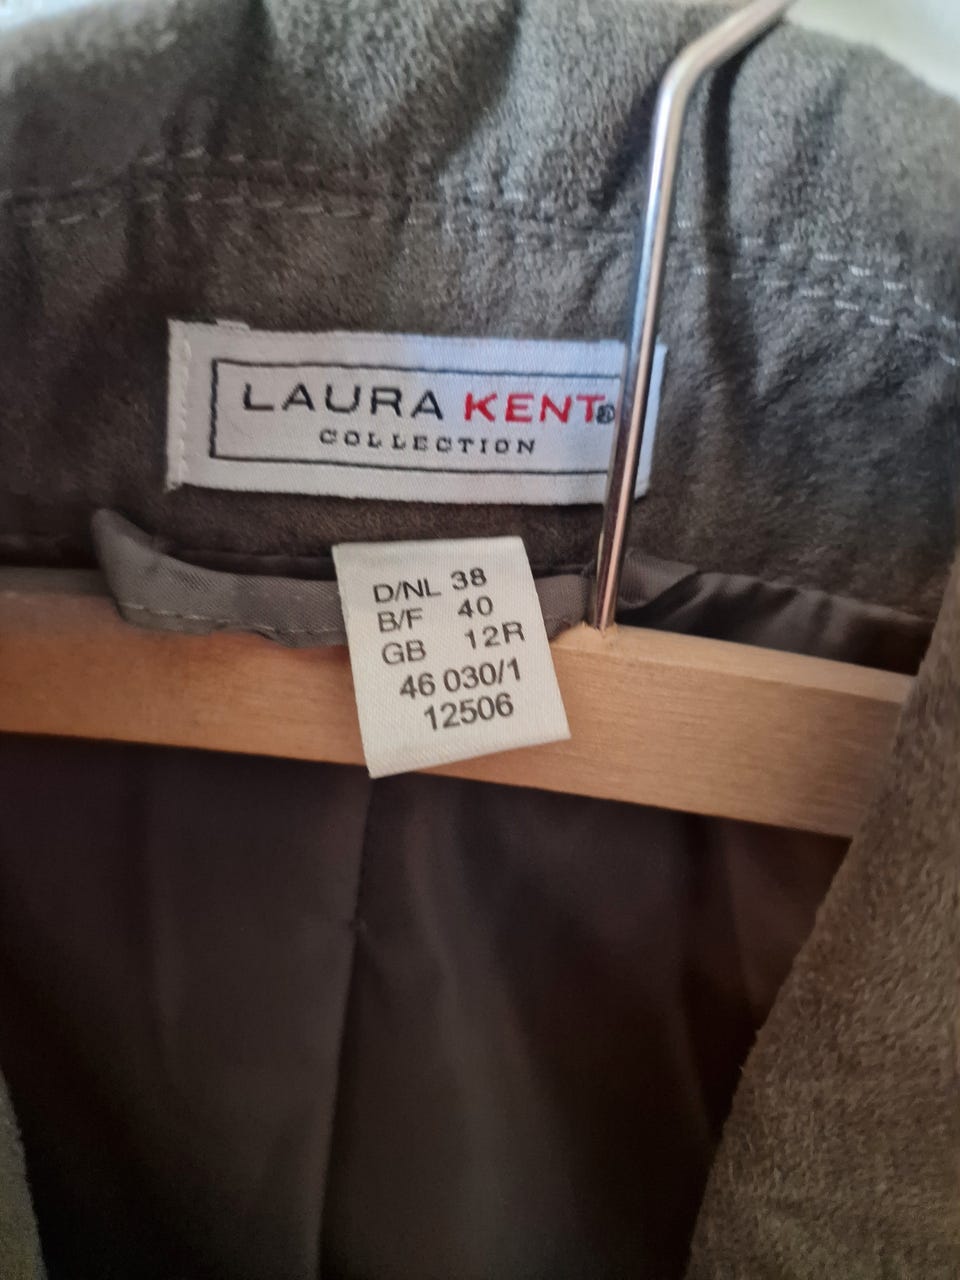 LAURA KENT®
COLLECTION
D/NL 38
B/F 40
GB 12R
46 030/1
12506